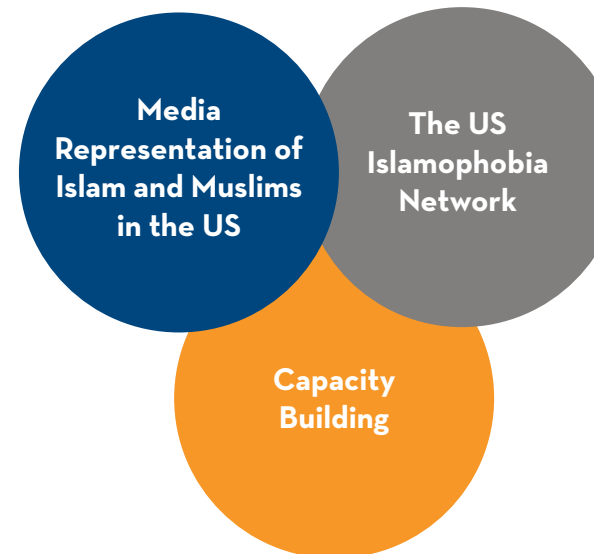 Media
Representation of
Islam and Muslims
in the US
The US
Islamophobia
Network
Capacity
Building